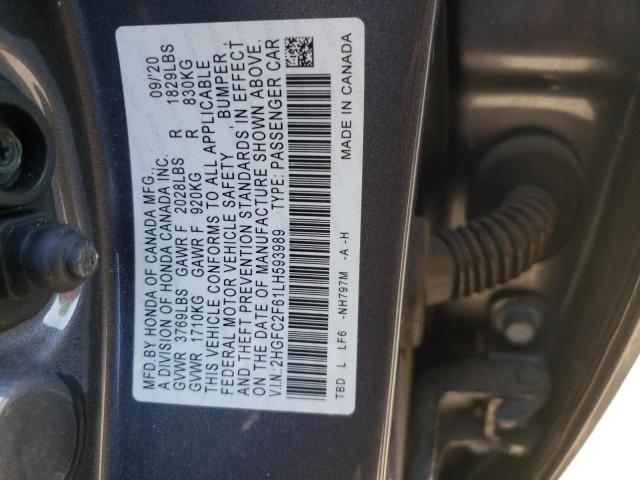 MFD.BY HONDA OF CANADA MFG., 09/'20
A DIVISION OF HONDA CANADA INC.
GVWR 3769LBS GAWR F 2028LBS R 1829LBS
GVWR 1710KG GAWR F 920KG R 830KG
THIS VEHICLE CONFORMS TO ALL APPLICABLE
FEDERAL MOTOR VEHICLE SAFETY, BUMPER,
AND THEFT PREVENTION STANDARDS IN EFFECT
ON THE DATE OF MANUFACTURE SHOWN ABOVE.
V.I.N.:2HGFC2F61LH593989 TYPE: PASSENGER CAR
TBD L LF6 -NH797M -A -H
MADE IN CANADA